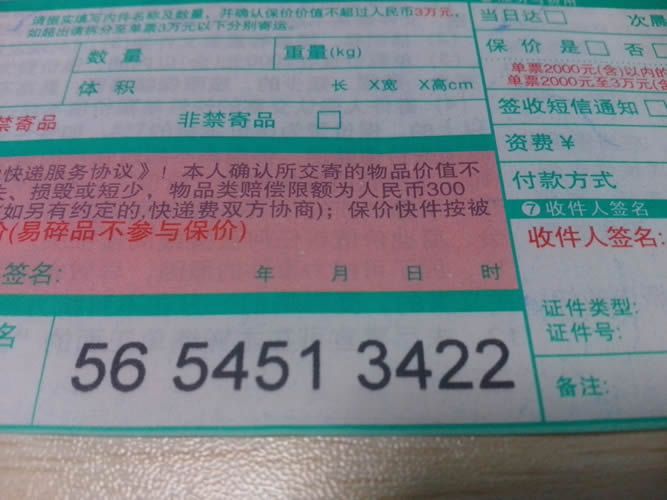 请据实填写内件名称及数量，并确认保价价值不超过人民币3万元，
如超出请拆分至单票3万元以下分别寄运。
数 量
重量(kg)
体 积
长 X宽 X高cm
禁寄品
非禁寄品 □
快递服务协议》！本人确认所交寄的物品价值不
、损毁或短少，物品类赔偿限额为人民币300
如另有约定的,快递费双方协商)；保价快件按被
价(易碎品不参与保价)
签名: 年 月 日 时
名
56 5451 3422
当日达□ 次
保 价 是 □ 否
单票2000元(含)以内的
单票2000元至3万元(含
签收短信通知
资费 ¥
付款方式
⑦ 收件人签名
收件人签名:
证件类型:
证件号:
备注: